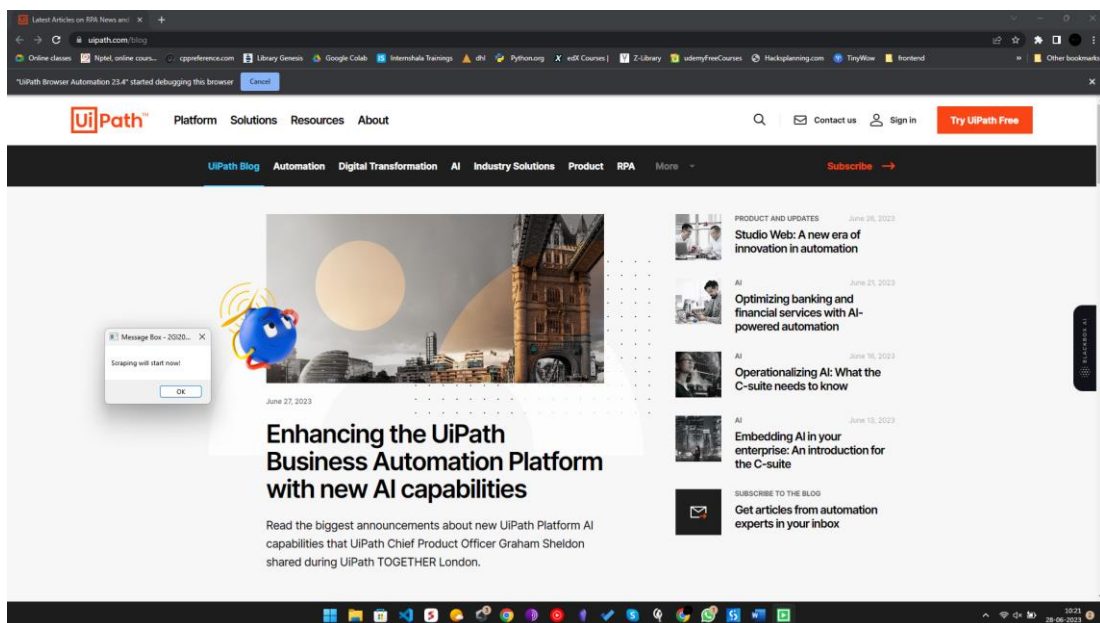 Latest Articles on RPA News and
uipath.com/blog
Online classes Nptel, online cours... cppreference.com Library Genesis Google Colab Internshala Trainings dhl Python.org edX Courses | Z-Library udemyFreeCourses Hacksplanning.com TinyWow frontend » Other bookmarks
"UiPath Browser Automation 23.4" started debugging this browser Cancel
UiPath™ Platform Solutions Resources About Contact us Sign in Try UiPath Free
UiPath Blog Automation Digital Transformation AI Industry Solutions Product RPA More Subscribe
PRODUCT AND UPDATES June 28, 2023
Studio Web: A new era of
innovation in automation
AI June 21, 2023
Optimizing banking and
financial services with AI-
powered automation
AI June 16, 2023
Operationalizing AI: What the
C-suite needs to know
AI June 13, 2023
Embedding AI in your
enterprise: An introduction for
the C-suite
SUBSCRIBE TO THE BLOG
Get articles from automation
experts in your inbox
BLACKBOX AI
Message Box - 20I20...
Scraping will start now!
OK
June 27, 2023
Enhancing the UiPath
Business Automation Platform
with new AI capabilities
Read the biggest announcements about new UiPath Platform AI
capabilities that UiPath Chief Product Officer Graham Sheldon
shared during UiPath TOGETHER London.
10:21
28-06-2023